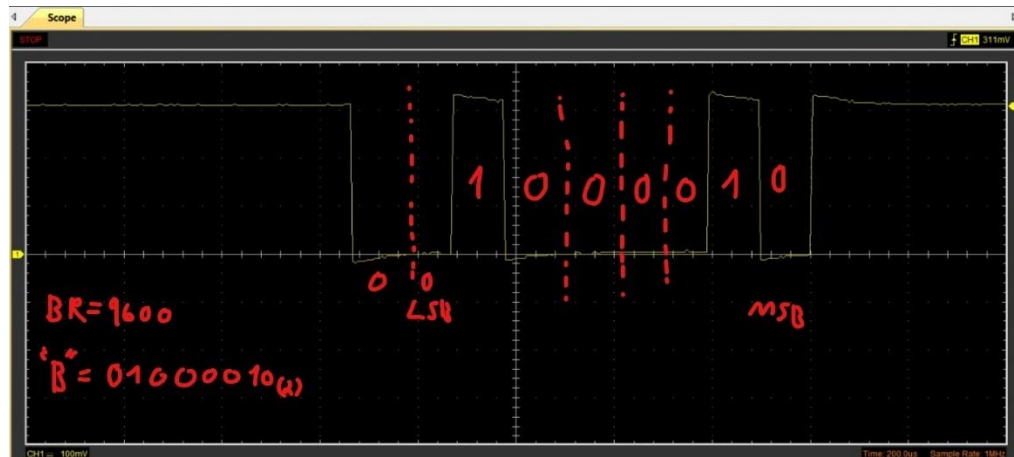 Scope
STOP
CH1 311mV
1 0 0 0 0 1 0
1
0 0
LSB
MSB
BR=9600
"B" = 01000010(2)
CH1 = 100mV
Time: 200.0us Sample Rate: 1MHz